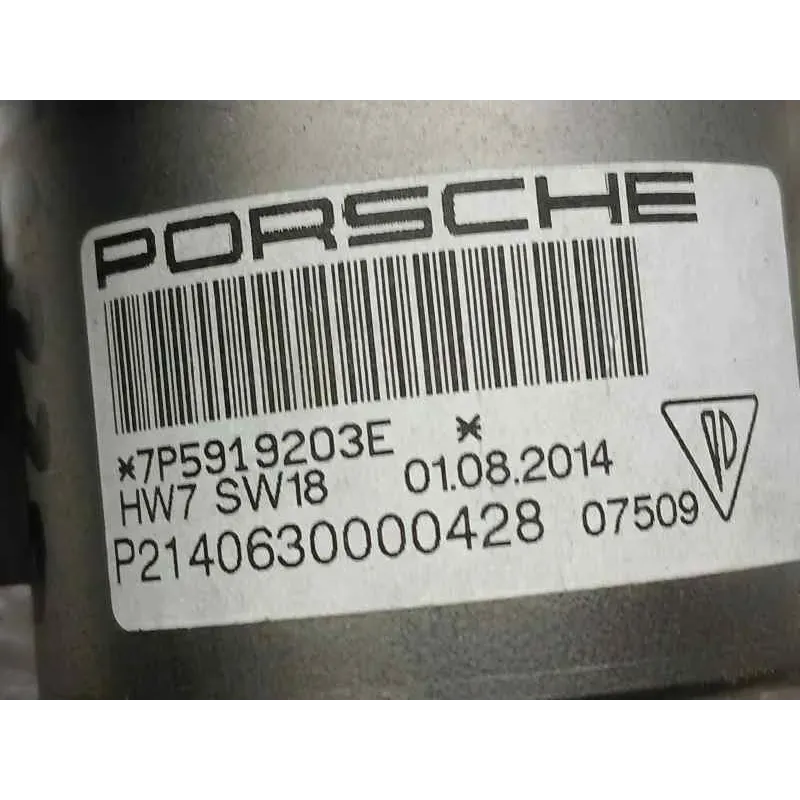 PORSCHE
*7P5919203E *
HW7 SW18 01.08.2014
P2140630000428 07509